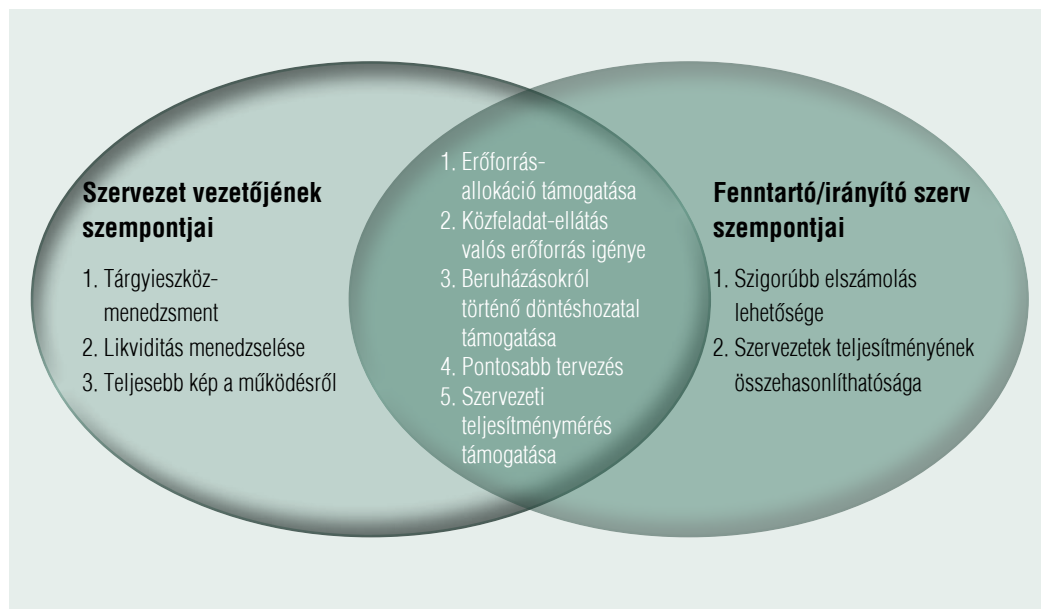 Szervezet vezetőjének
szempontjai
1. Tárgyieszköz-
menedzsment
2. Likviditás menedzselése
3. Teljesebb kép a működésről
1. Erőforrás-
allokáció támogatása
2. Közfeladat-ellátás
valós erőforrás igénye
3. Beruházásokról
történő döntéshozatal
támogatása
4. Pontosabb tervezés
5. Szervezeti
teljesítménymérés
támogatása
Fenntartó/irányító szerv
szempontjai
1. Szigorúbb elszámolás
lehetősége
2. Szervezetek teljesítményének
összehasonlíthatósága